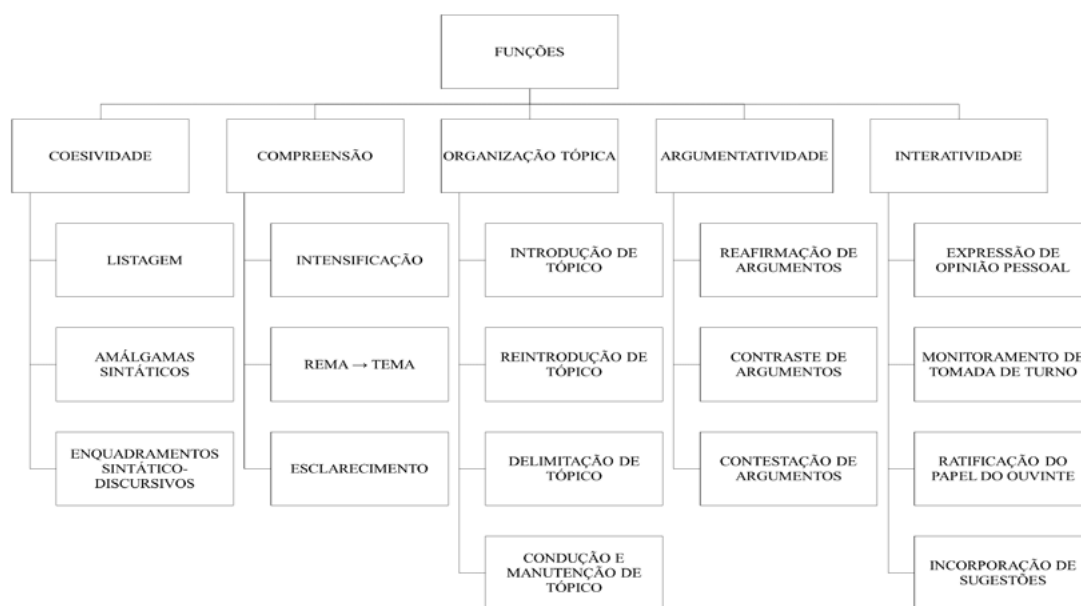 FUNÇÕES
COESIVIDADE
COMPREENSÃO
ORGANIZAÇÃO TÓPICA
ARGUMENTATIVIDADE
INTERATIVIDADE
LISTAGEM
INTENSIFICAÇÃO
INTRODUÇÃO DE
TÓPICO
REAFIRMAÇÃO DE
ARGUMENTOS
EXPRESSÃO DE
OPINIÃO PESSOAL
AMÁLGAMAS
SINTÁTICOS
REMA → TEMA
REINTRODUÇÃO DE
TÓPICO
CONTRASTE DE
ARGUMENTOS
MONITORAMENTO DE
TOMADA DE TURNO
ENQUADRAMENTOS
SINTÁTICO-
DISCURSIVOS
ESCLARECIMENTO
DELIMITAÇÃO DE
TÓPICO
CONTESTAÇÃO DE
ARGUMENTOS
RATIFICAÇÃO DO
PAPEL DO OUVINTE
CONDUÇÃO E
MANUTENÇÃO DE
TÓPICO
INCORPORAÇÃO DE
SUGESTÕES